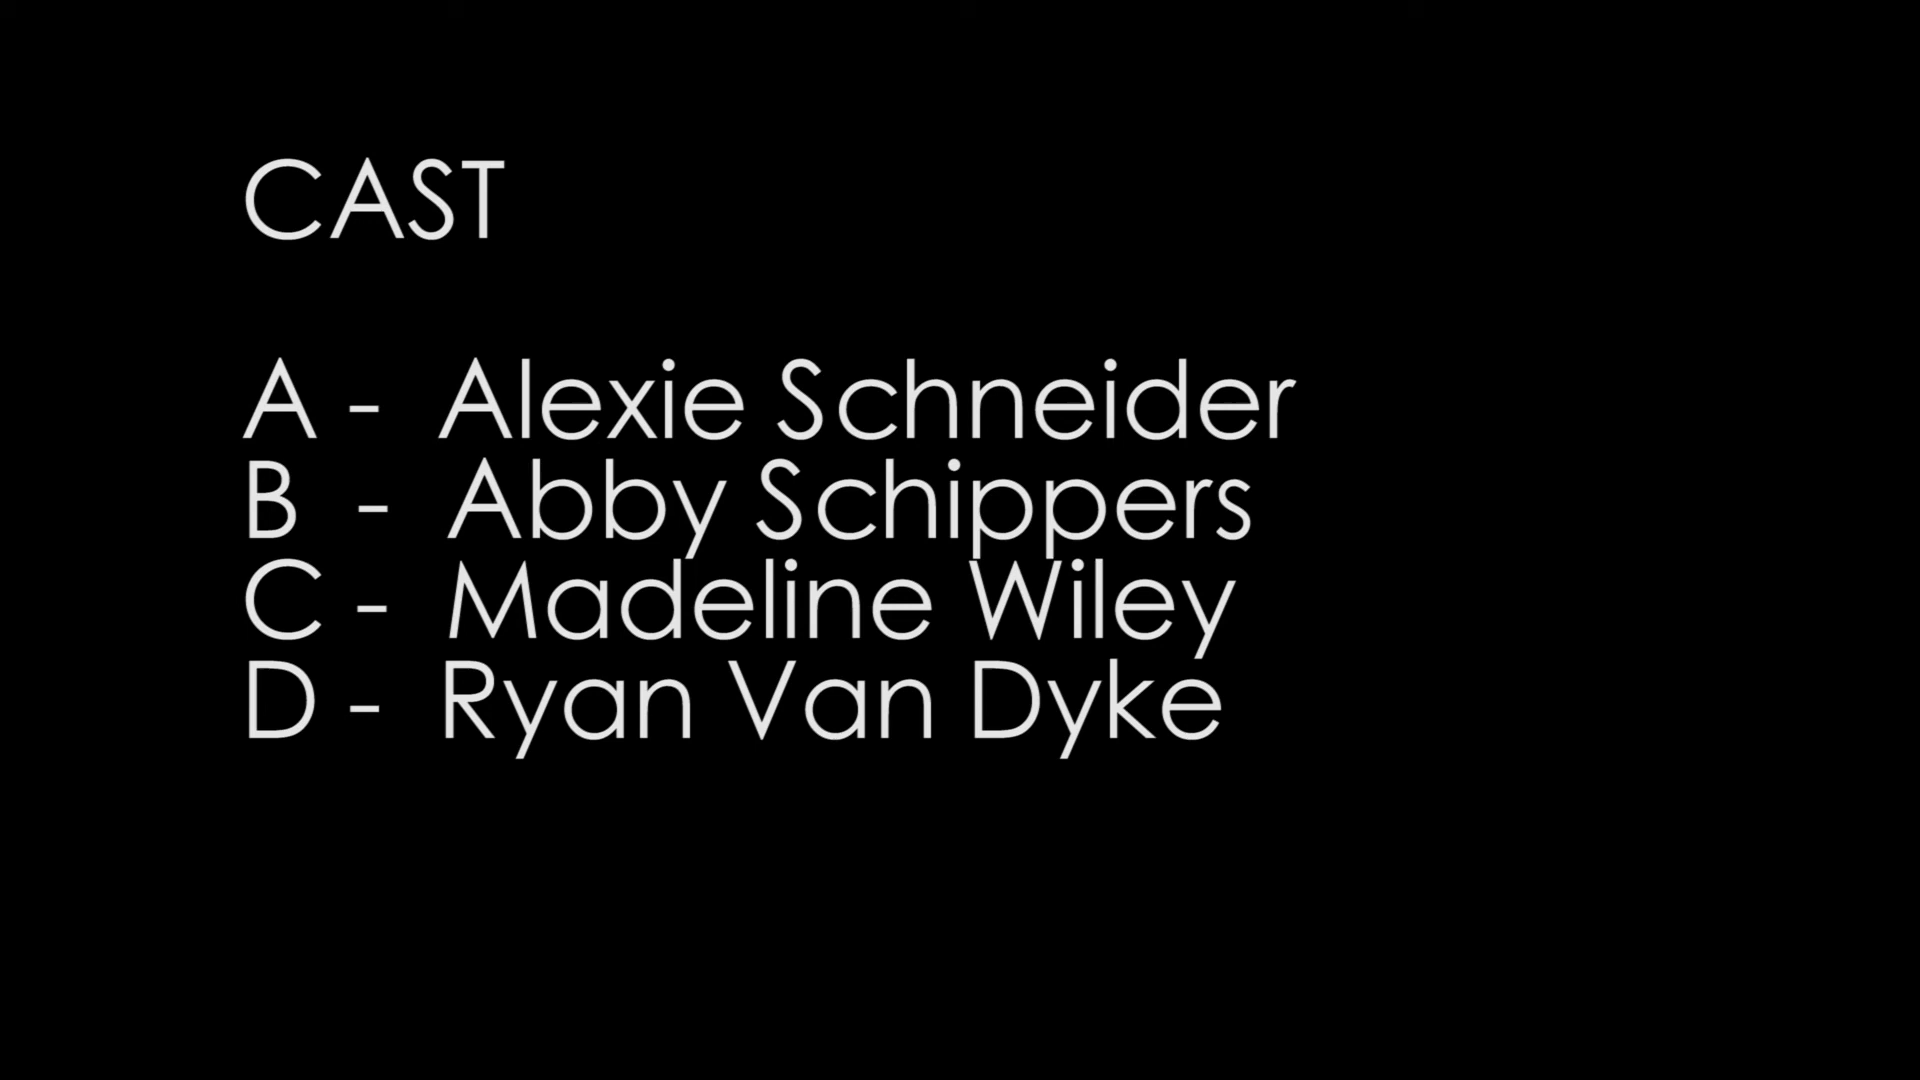 CAST
A - Alexie Schneider
B - Abby Schippers
C - Madeline Wiley
D - Ryan Van Dyke